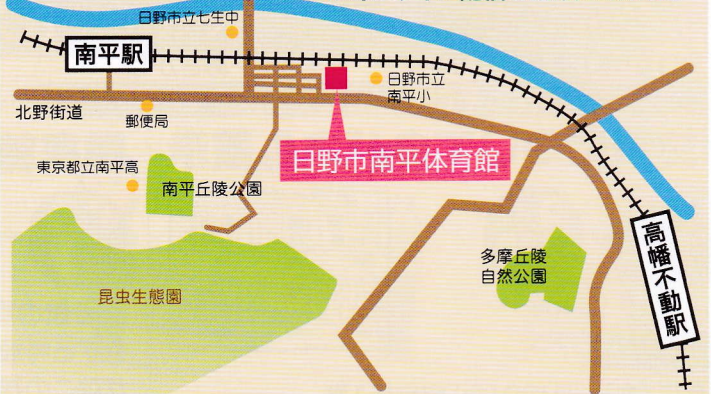 日野市立七生中
南平駅
日野市立
南平小
北野街道
郵便局
日野市南平体育館
東京都立南平高
南平丘陵公園
高幡不動駅
多摩丘陵
自然公園
昆虫生態園